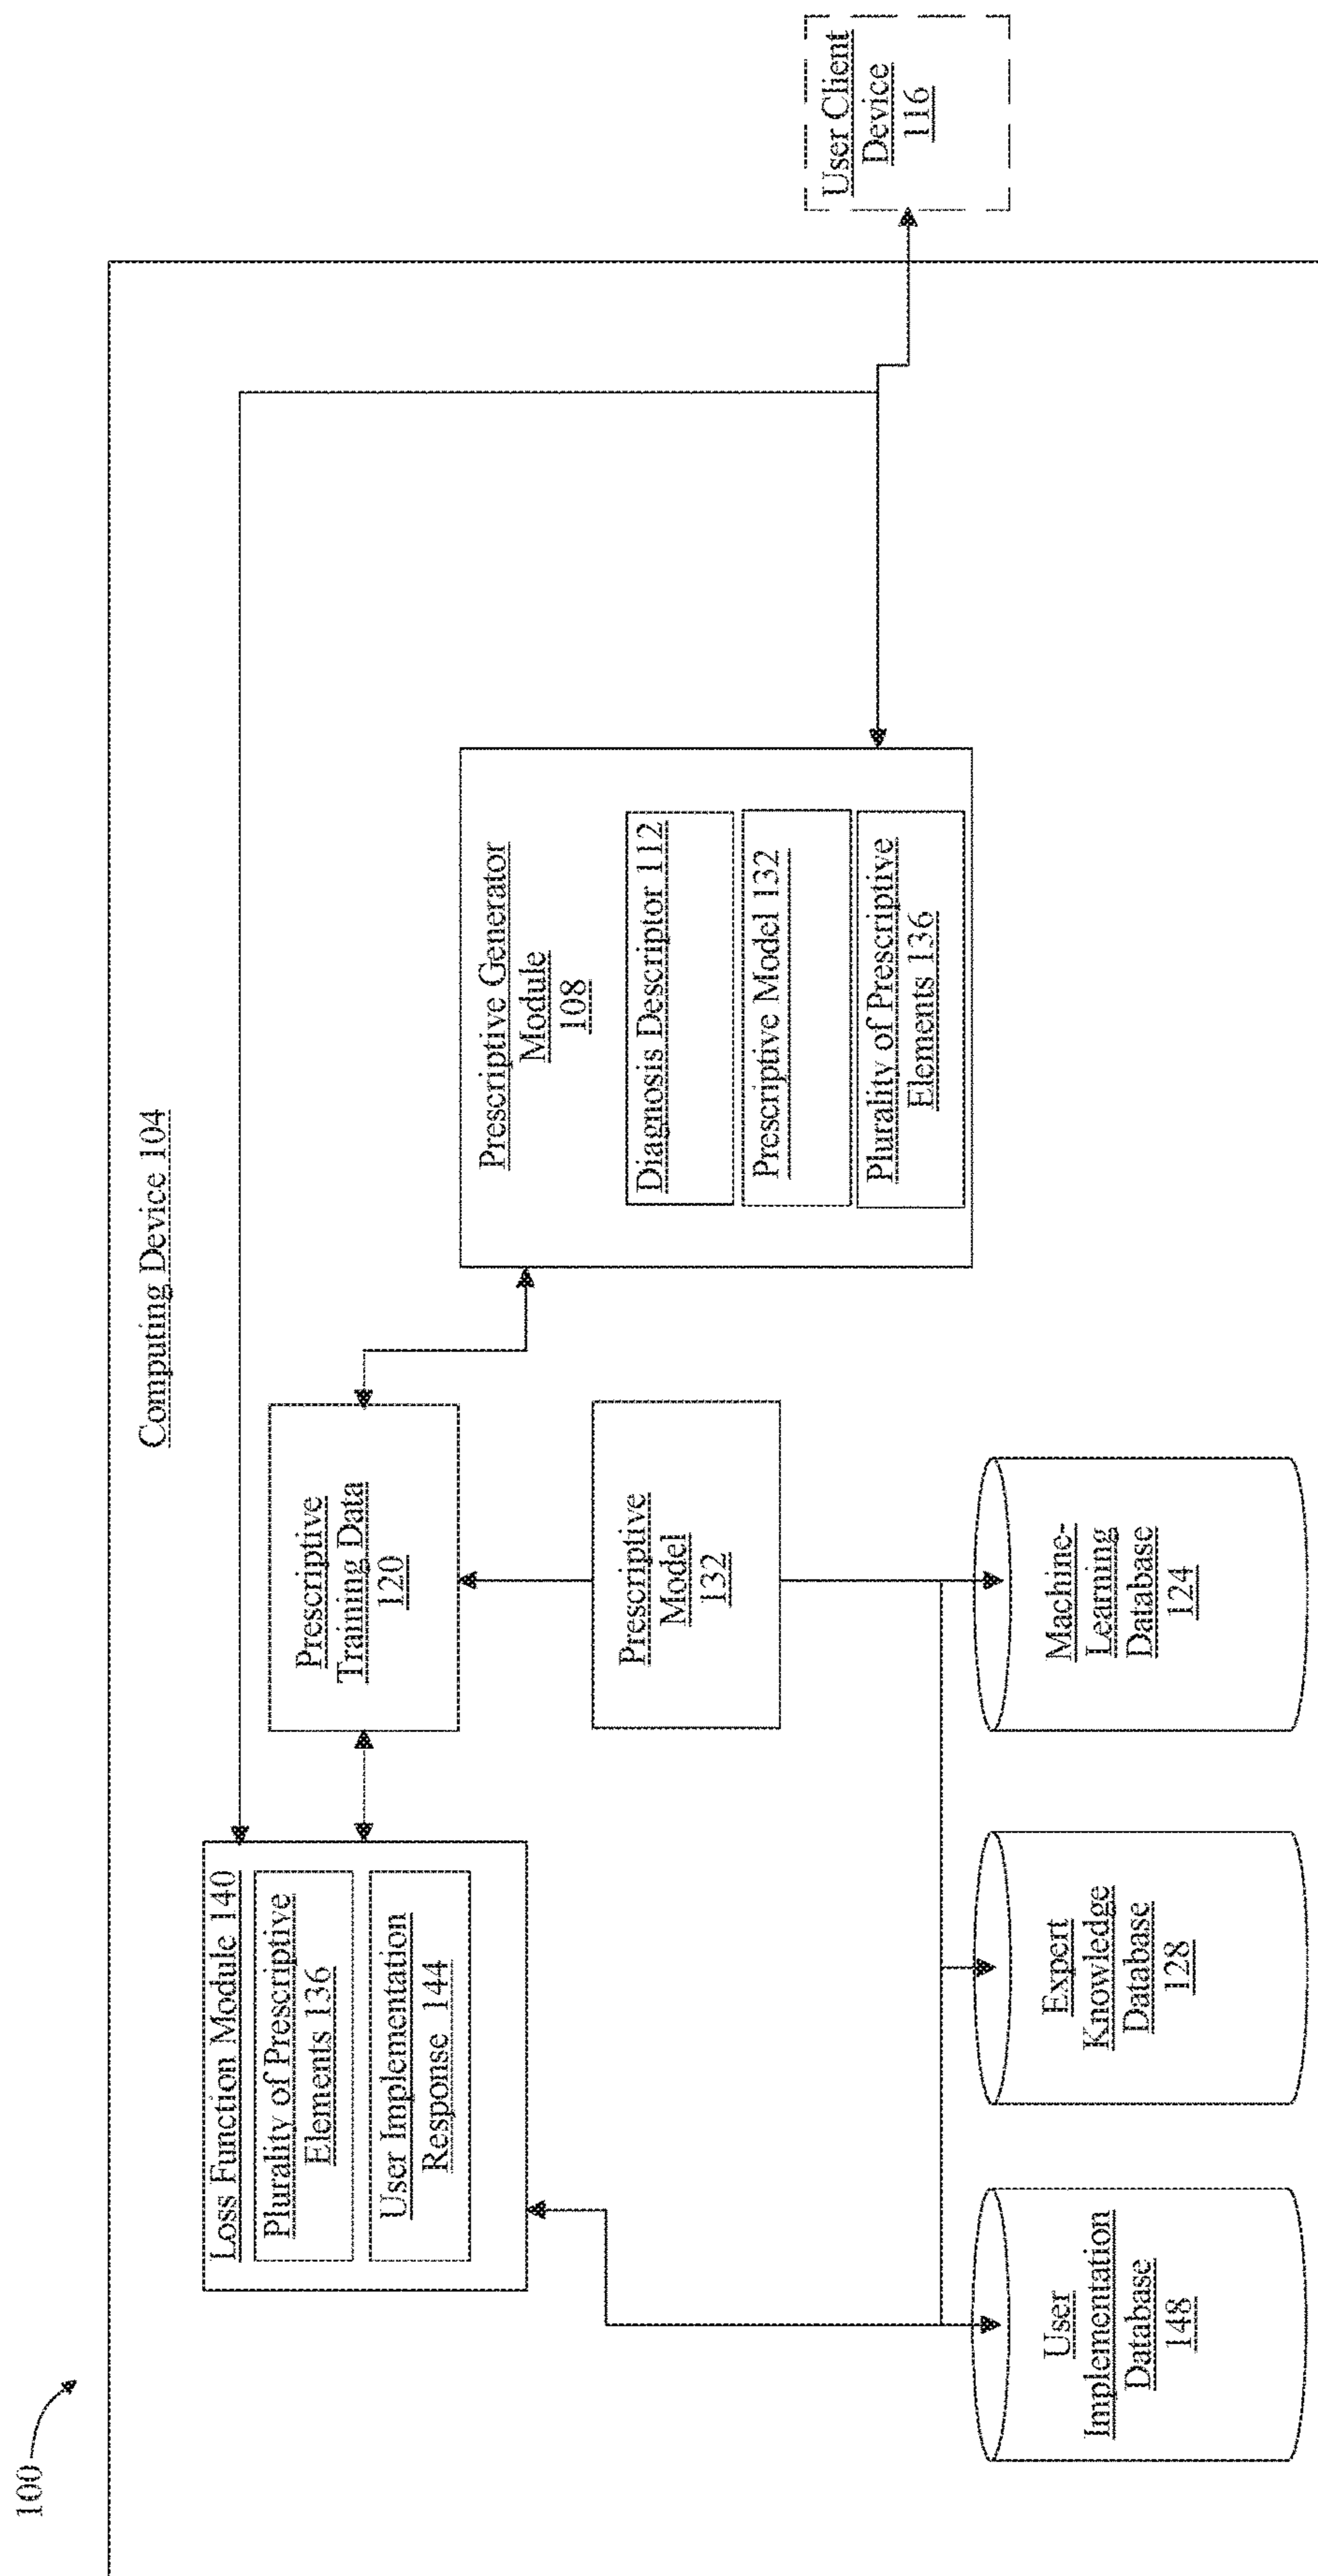 100
Computing Device 104
Loss Function Module 140
Plurality of Prescriptive
Elements 136
User Implementation
Response 144
Prescriptive
Training Data
120
Prescriptive
Model
132
Prescriptive Generator
Module
108
Diagnosis Descriptor 112
Prescriptive Model 132
Plurality of Prescriptive
Elements 136
User Client
Device
116
User
Implementation
Database
148
Expert
Knowledge
Database
128
Machine-
Learning
Database
124